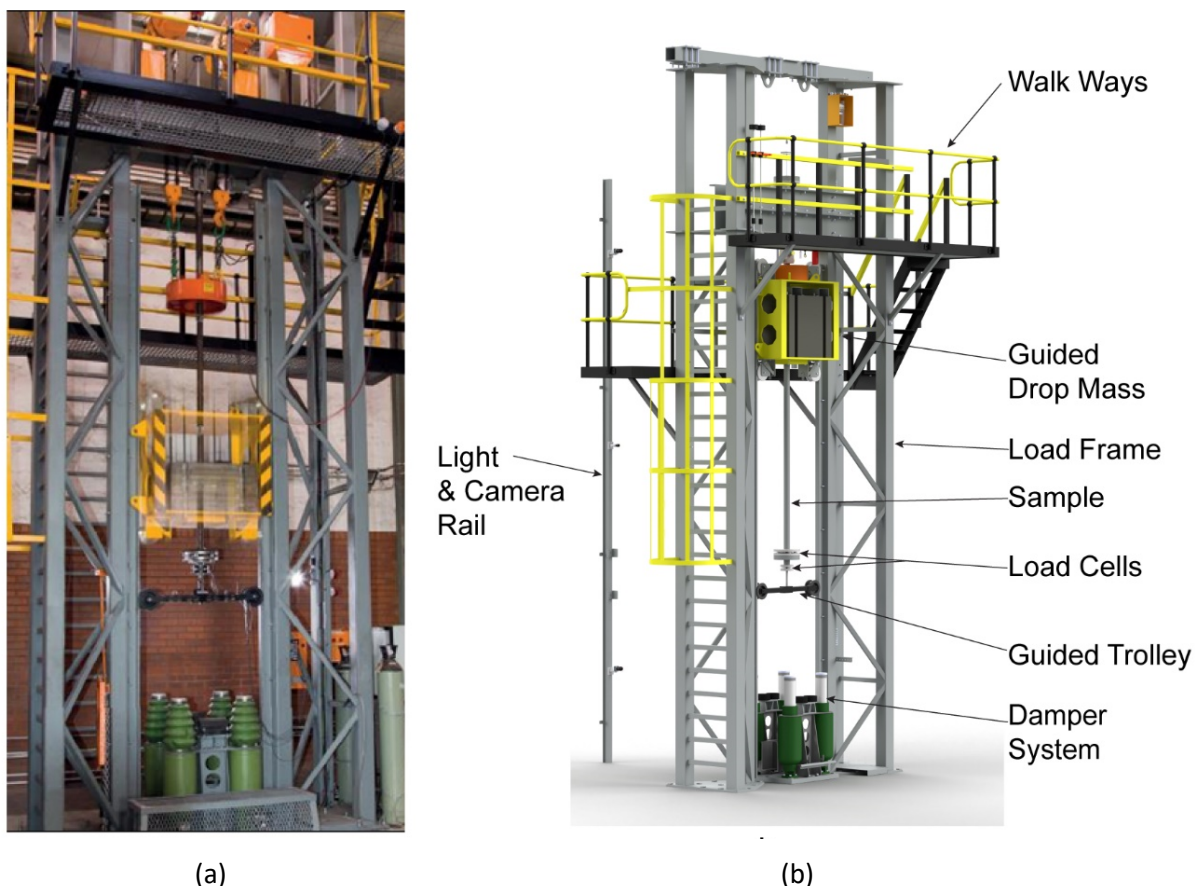 Walk Ways
Guided
Drop Mass
Load Frame
Light
& Camera
Rail
Sample
Load Cells
Guided Trolley
Damper
System
(a)
(b)